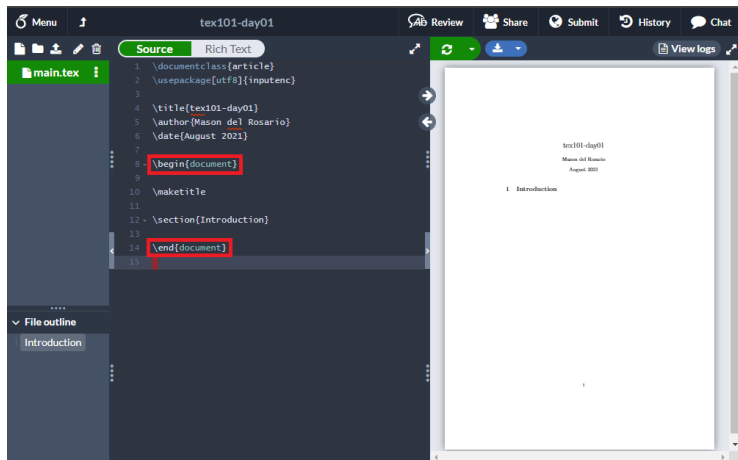 Menu
tex101-day01
Review
Share
Submit
History
Chat
Source
Rich Text
View logs
main.tex
1 \documentclass{article}
2 \usepackage[utf8]{inputenc}
3
4 \title{tex101-day01}
5 \author{Mason del Rosario}
6 \date{August 2021}
7
8 \begin{document}
9
10 \maketitle
11
12 \section{Introduction}
13
14 \end{document}
15
File outline
Introduction
tex101-day01
Mason del Rosario
August 2021
1 Introduction
1